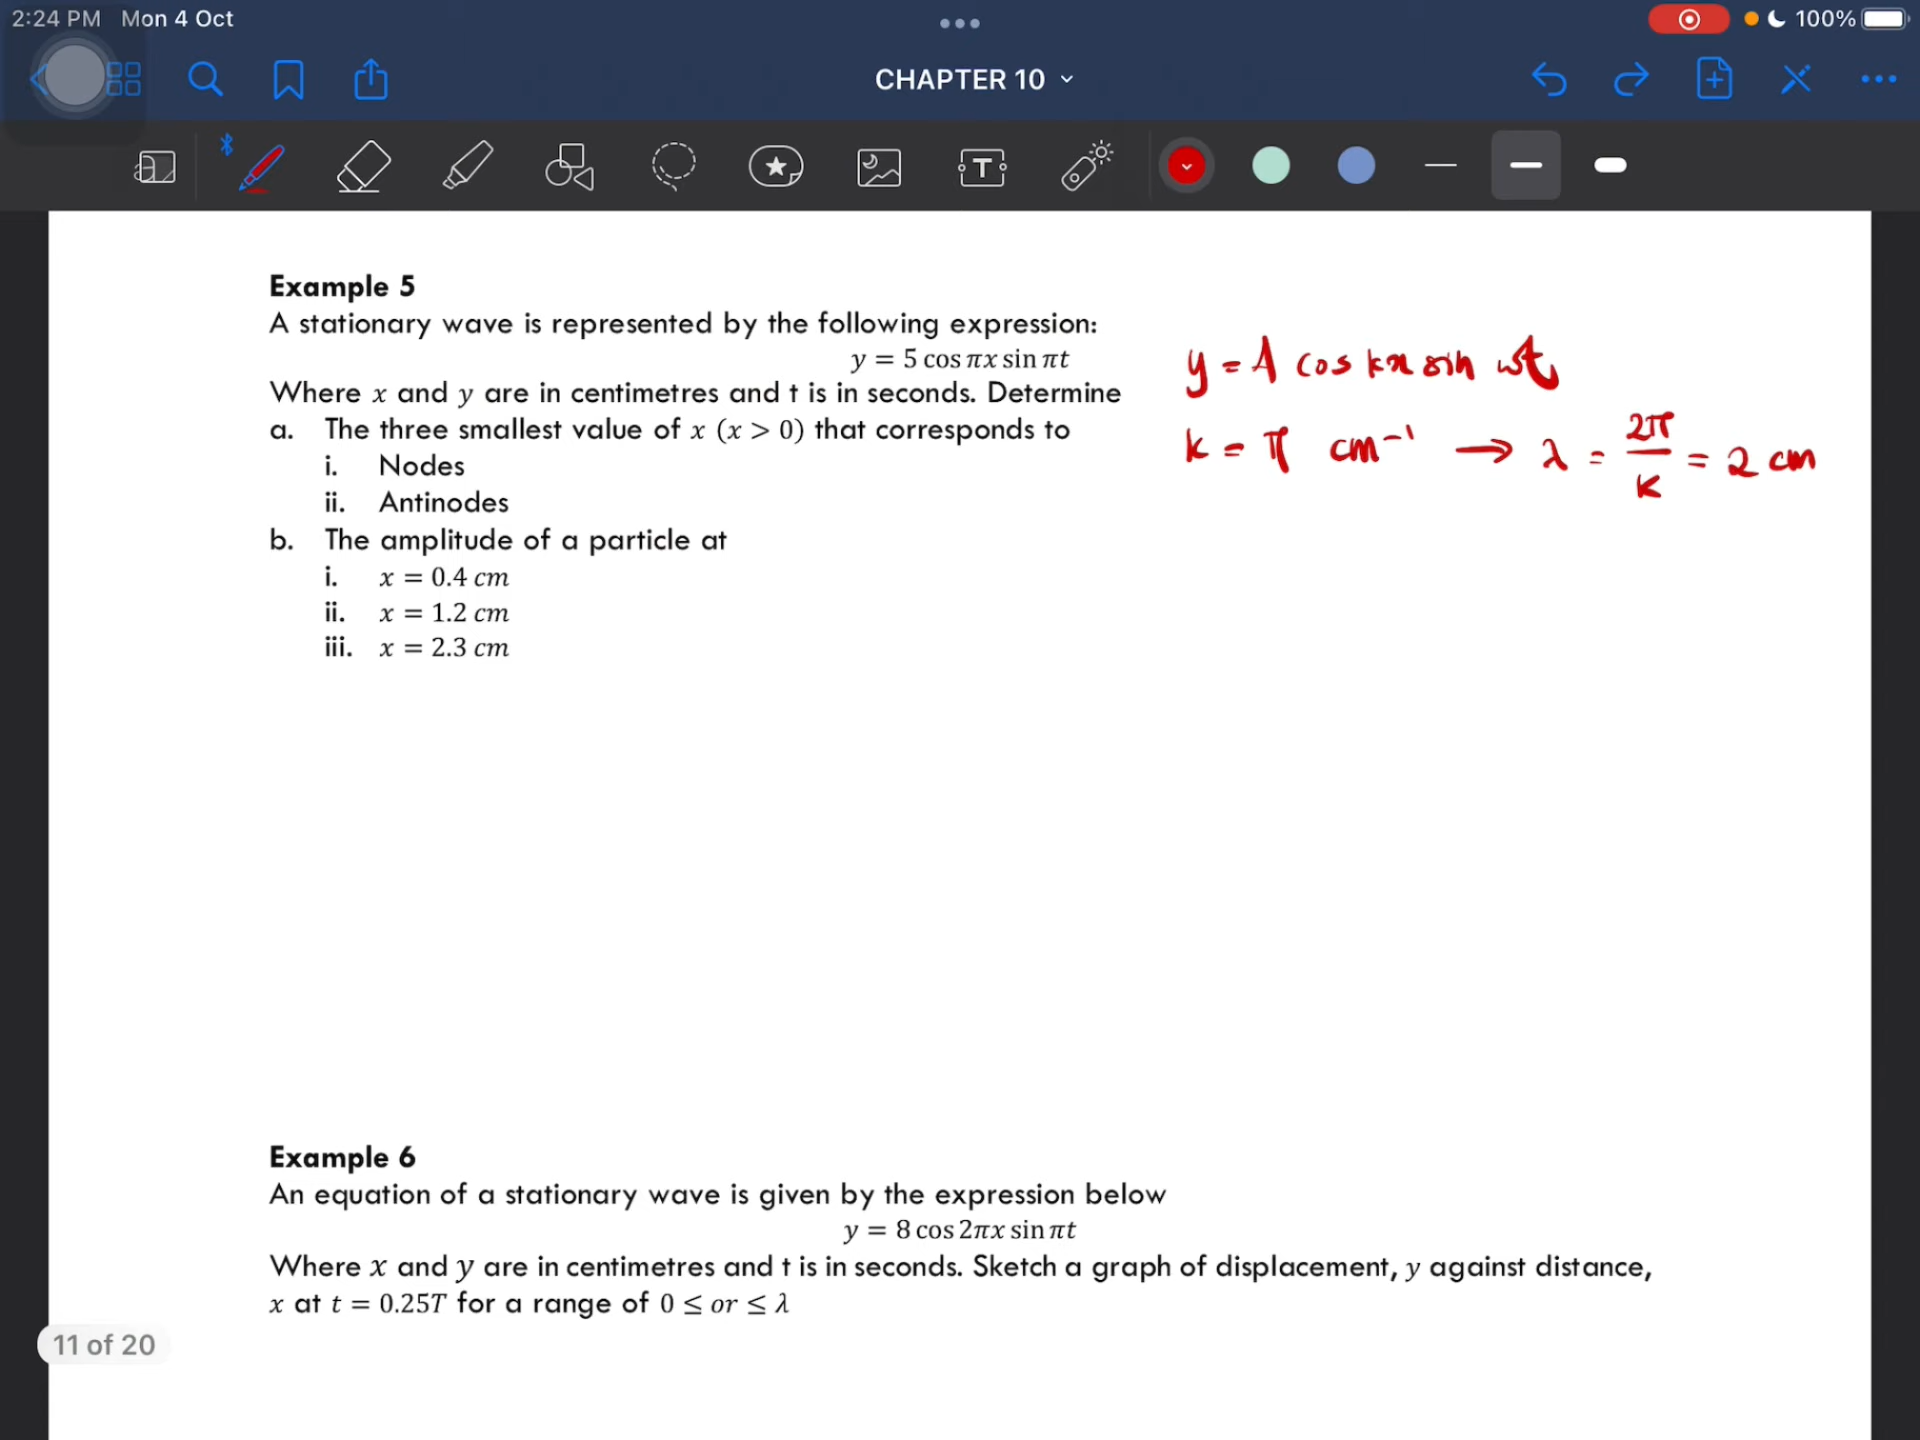 2:24 PM Mon 4 Oct
100%
CHAPTER 10
Example 5
A stationary wave is represented by the following expression:
y = 5 cos πx sin πt
Where x and y are in centimetres and t is in seconds. Determine
a. The three smallest value of x (x > 0) that corresponds to
i. Nodes
ii. Antinodes
b. The amplitude of a particle at
i. x = 0.4 cm
ii. x = 1.2 cm
iii. x = 2.3 cm
y = A cos kx sin ωt
k = π cm⁻¹ → λ = 2π/k = 2 cm
Example 6
An equation of a stationary wave is given by the expression below
y = 8 cos 2πx sin πt
Where x and y are in centimetres and t is in seconds. Sketch a graph of displacement, y against distance,
x at t = 0.25T for a range of 0 ≤ or ≤ λ
11 of 20